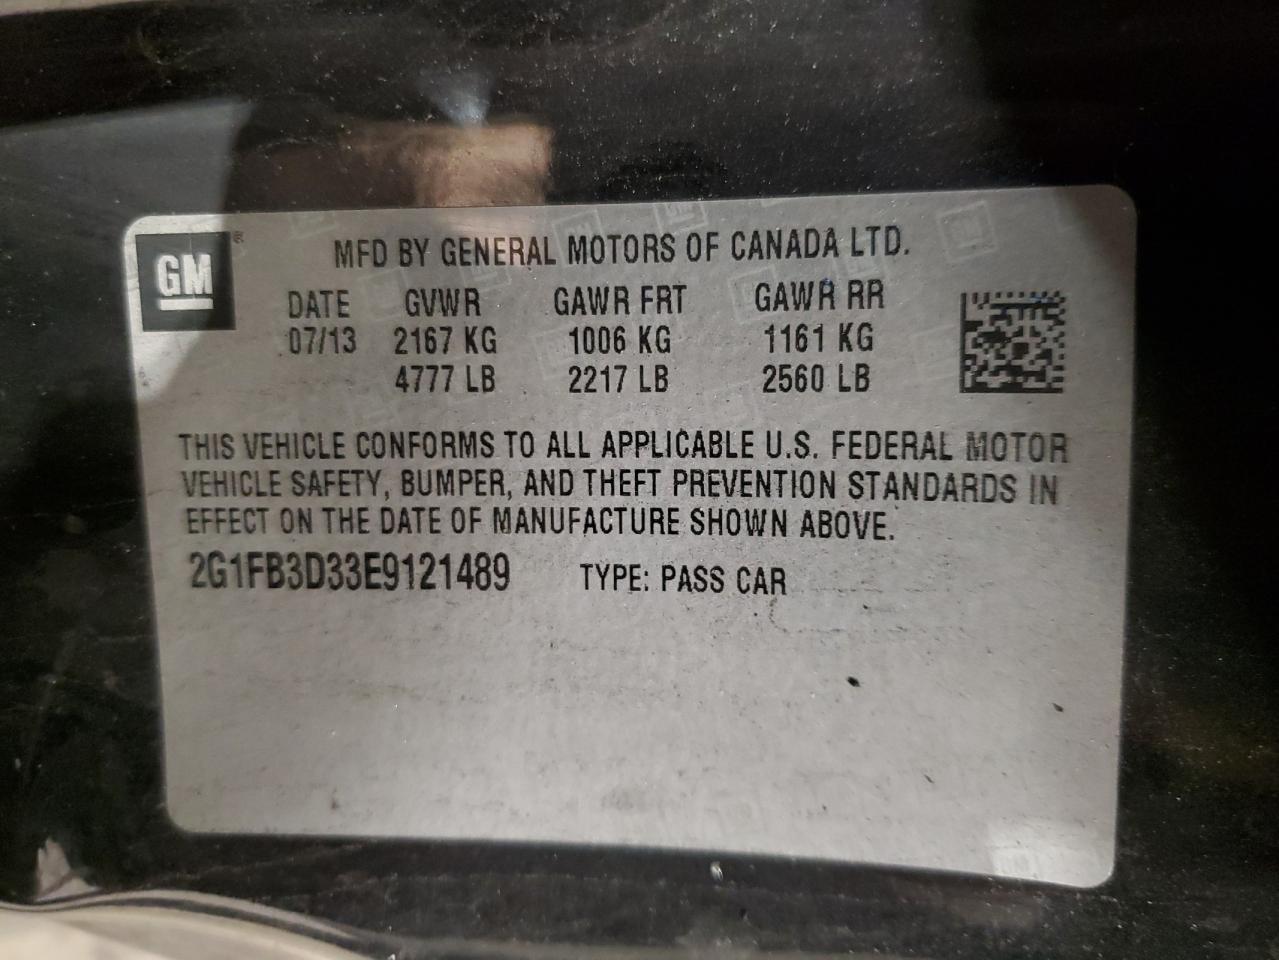 GM ®
MFD BY GENERAL MOTORS OF CANADA LTD.
DATE GVWR GAWR FRT GAWR RR
07/13 2167 KG 1006 KG 1161 KG
4777 LB 2217 LB 2560 LB
THIS VEHICLE CONFORMS TO ALL APPLICABLE U.S. FEDERAL MOTOR
VEHICLE SAFETY, BUMPER, AND THEFT PREVENTION STANDARDS IN
EFFECT ON THE DATE OF MANUFACTURE SHOWN ABOVE.
2G1FB3D33E9121489 TYPE: PASS CAR